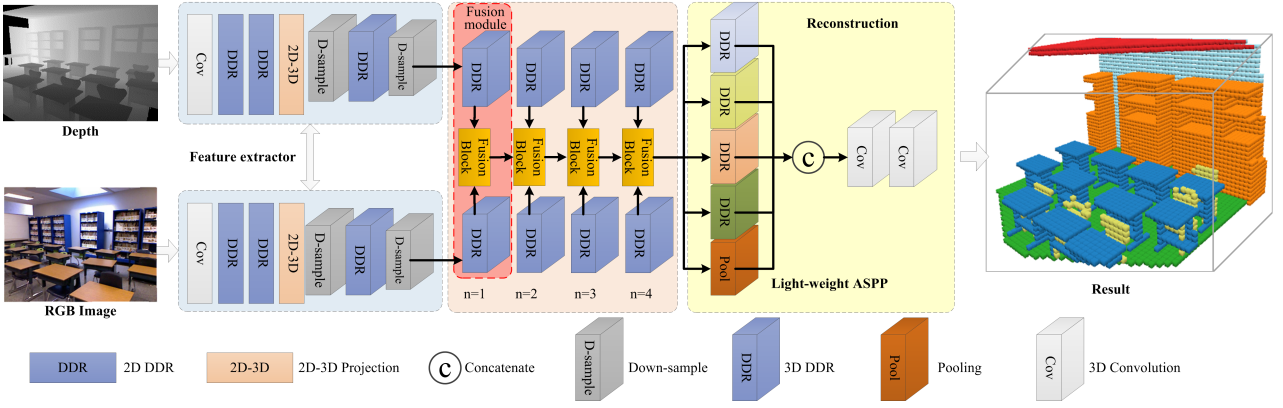 Depth
Cov
DDR
DDR
2D-3D
D-sample
DDR
D-sample
Feature extractor
RGB Image
Cov
DDR
DDR
2D-3D
D-sample
DDR
D-sample
Fusion
module
DDR
DDR
DDR
DDR
Fusion
Block
Fusion
Block
Fusion
Block
Fusion
Block
DDR
DDR
DDR
DDR
n=1
n=2
n=3
n=4
Reconstruction
DDR
DDR
DDR
DDR
Pool
Light-weight ASPP
C
Cov
Cov
Result
DDR
2D DDR
2D-3D
2D-3D Projection
C
Concatenate
D-sample
Down-sample
DDR
3D DDR
Pool
Pooling
Cov
3D Convolution